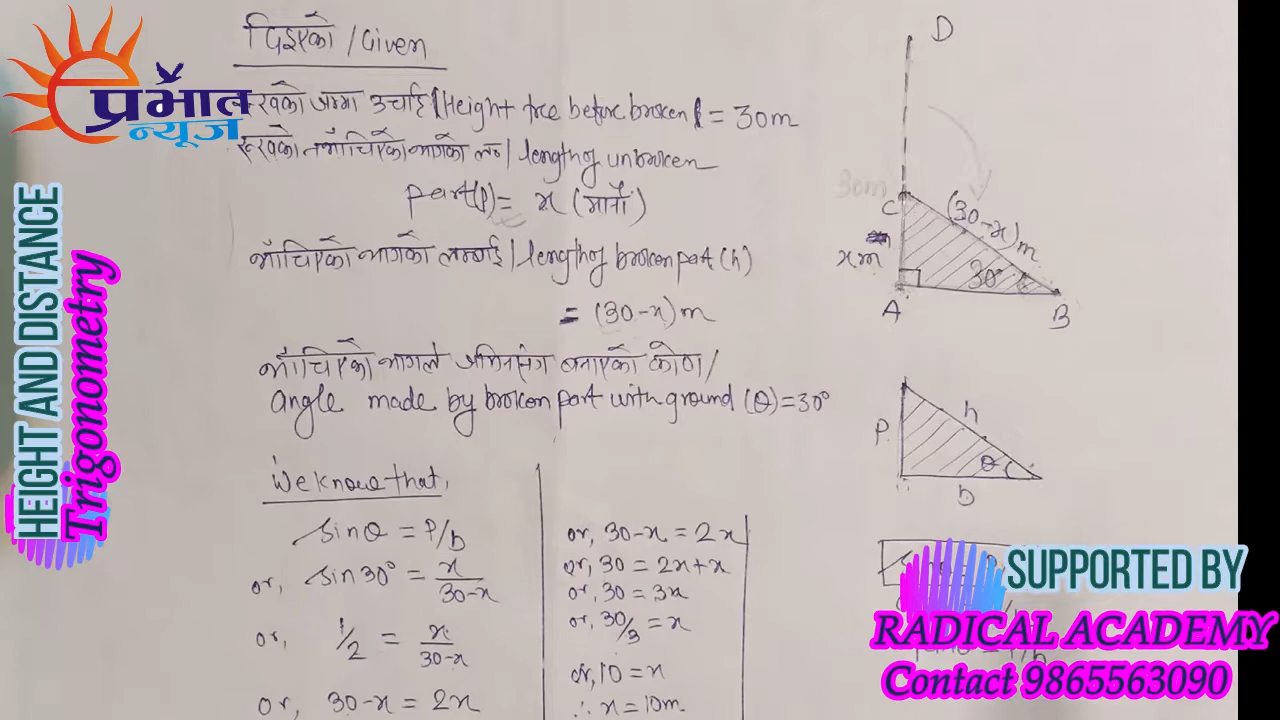 दिइएको / Given
रुखको जम्मा उचाई / Height tree before broken = 30m
रुखको नभाँचिएको भागको लम्बाई / length of unbroken
part(p) = x (मानौं)
भाँचिएको भागको लम्बाई / length of broken part (h)
= (30-x)m
भाँचिएको भागले जमिनसंग बनाएको कोण /
angle made by broken part with ground (θ) = 30°
We know that,
sinθ = P/b
or, sin30° = x/30-x
or, 1/2 = x/30-x
or, 30-x = 2x
or, 30-x = 2x
or, 30 = 2x+x
or, 30 = 3x
or, 30/3 = x
or, 10 = x
∴ x = 10m
D
30m
C
(30-x)m
xm
30°
A
B
P
h
θ
b
प्रभात
न्यूज
HEIGHT AND DISTANCE
Trigonometry
SUPPORTED BY
RADICAL ACADEMY
Contact 9865563090